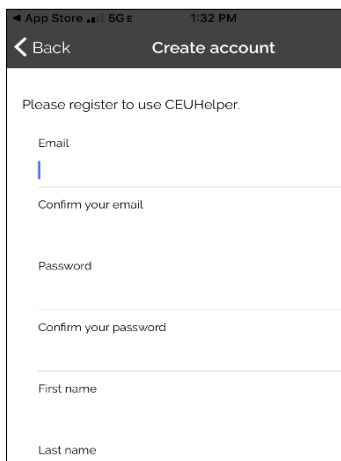 ◄ App Store 5G E 1:32 PM
Back Create account
Please register to use CEUHelper.
Email
Confirm your email
Password
Confirm your password
First name
Last name